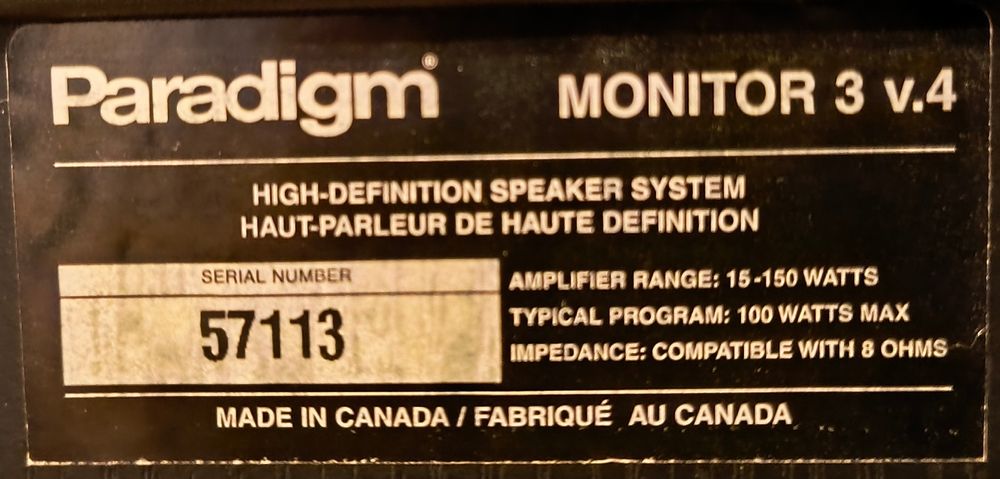 Paradigm® MONITOR 3 v.4
HIGH-DEFINITION SPEAKER SYSTEM
HAUT-PARLEUR DE HAUTE DEFINITION
SERIAL NUMBER
57113
AMPLIFIER RANGE: 15-150 WATTS
TYPICAL PROGRAM: 100 WATTS MAX
IMPEDANCE: COMPATIBLE WITH 8 OHMS
MADE IN CANADA / FABRIQUÉ AU CANADA